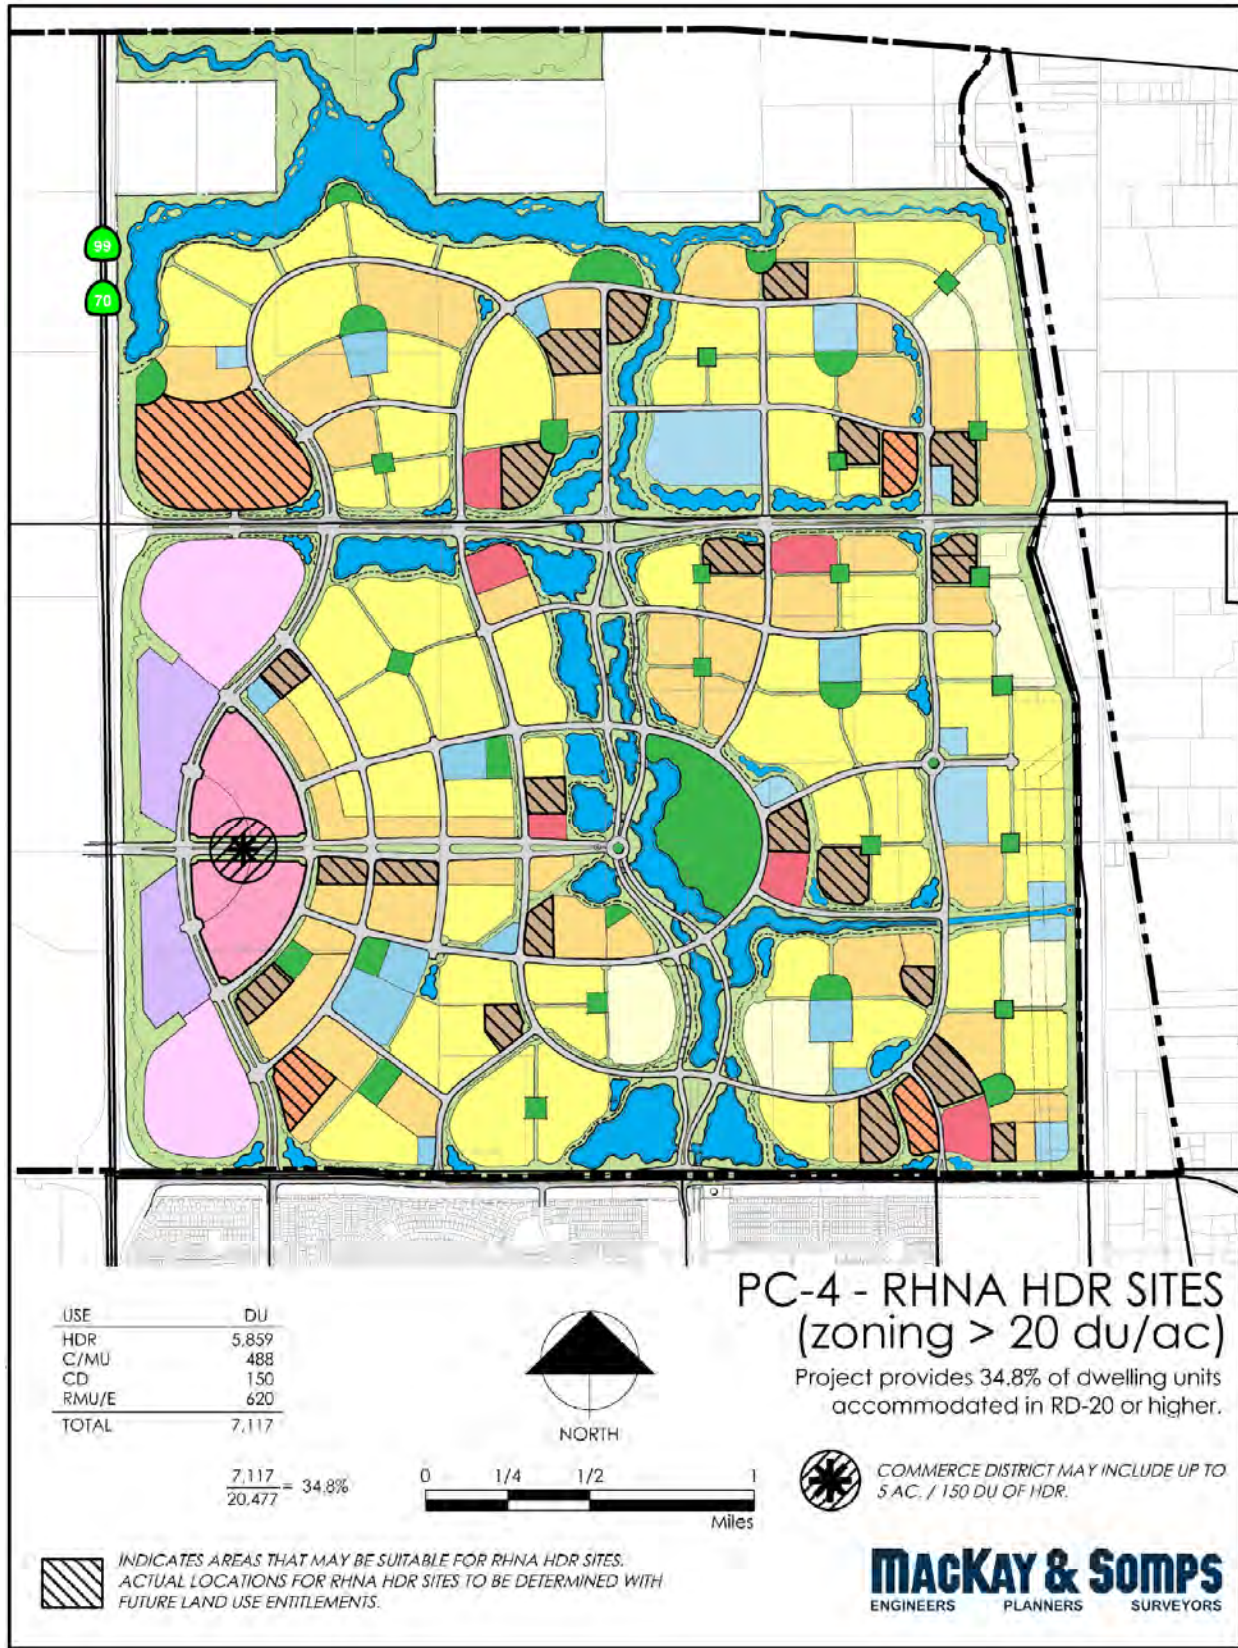 99
70
PC-4 - RHNA HDR SITES
(zoning > 20 du/ac)
Project provides 34.8% of dwelling units
accommodated in RD-20 or higher.
USE DU
HDR 5,859
C/MU 488
CD 150
RMU/E 620
TOTAL 7,117
7,117
20,477 = 34.8%
NORTH
0 1/4 1/2 1
Miles
COMMERCE DISTRICT MAY INCLUDE UP TO
5 AC. / 150 DU OF HDR.
INDICATES AREAS THAT MAY BE SUITABLE FOR RHNA HDR SITES.
ACTUAL LOCATIONS FOR RHNA HDR SITES TO BE DETERMINED WITH
FUTURE LAND USE ENTITLEMENTS.
MACKAY & SOMPS
ENGINEERS PLANNERS SURVEYORS